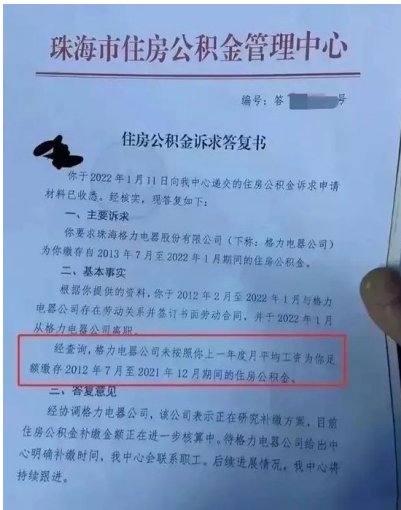 珠海市住房公积金管理中心
编号：答 号
住房公积金诉求答复书
你于2022年1月11日向我中心递交的住房公积金诉求申请
材料已收悉。经核实，现答复如下：
一、主要诉求
你要求珠海格力电器股份有限公司（下称：格力电器公司）
为你缴存自2013年7月至2022年1月期间的住房公积金。
二、基本事实
根据你提供的资料，你于2012年2月至2022年1月与格
力电器公司存在劳动关系并签订书面劳动合同，并于2022年1月
从格力电器公司离职。
经查询，格力电器公司未按照你上一年度月平均工资为你足
额缴存2012年7月至2021年12月期间的住房公积金。
三、答复意见
经协调格力电器公司，该公司表示正在研究补缴方案，目前
住房公积金补缴金额正在进一步核算中。待格力电器公司给出中
心明确补缴时间，我中心会联系职工。后续进展情况，我中心将
持续跟进。